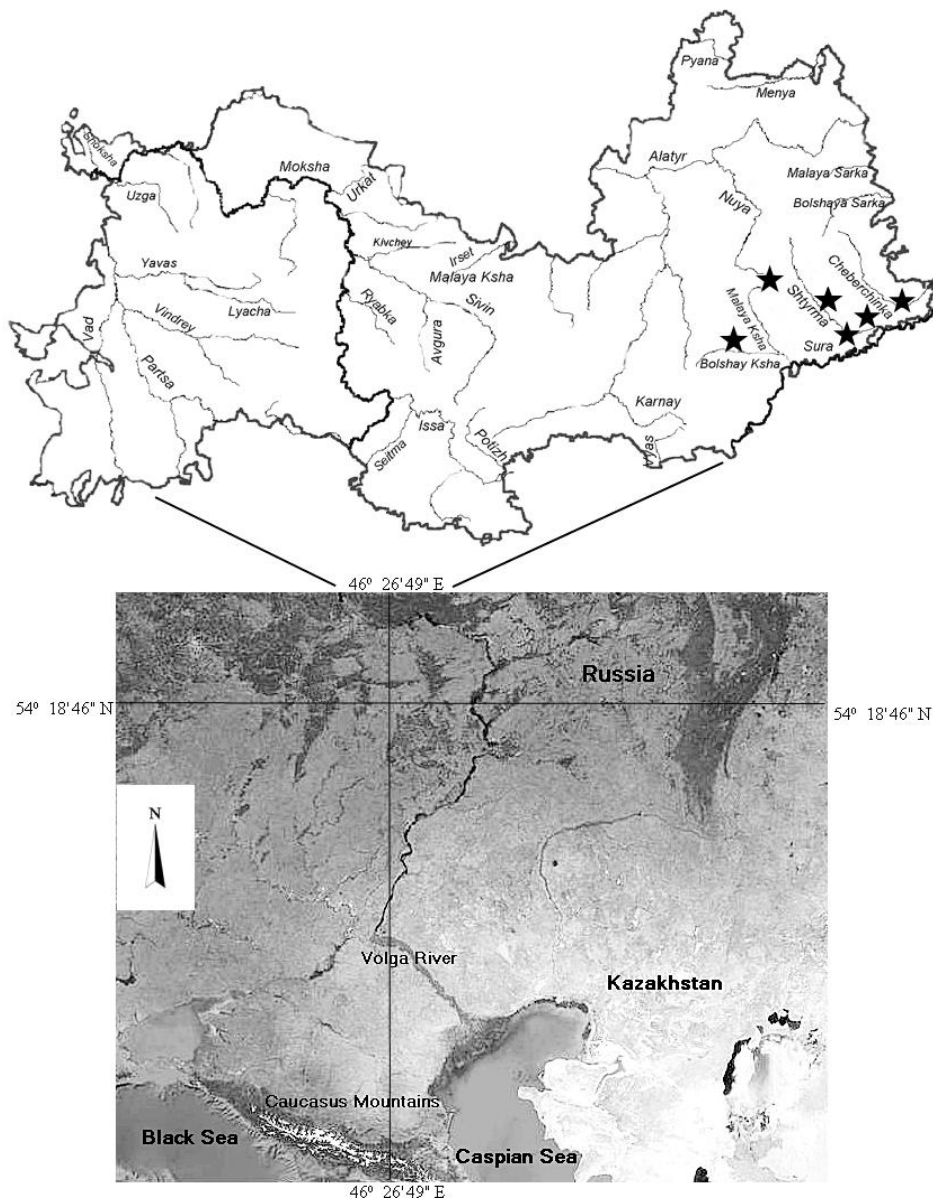 Pyana
Menya
Shoksha
Moksha
Alatyr
Urkat
Malaya Sarka
Uzga
Nuya
Bolshaya Sarka
Kivchey
Irset
Yavas
Malaya Ksha
Cheberchinka
Lyacha
Ryabka
Sivin
Shtyrma
Vindrey
Malaya Ksha
Vad
Avgura
Sura
Partsa
Bolshay Ksha
Karnay
Issa
Seitma
Potizh
46º 26'49" E
Russia
54º 18'46" N
54º 18'46" N
N
Volga River
Kazakhstan
Caucasus Mountains
Black Sea
Caspian Sea
46º 26'49" E